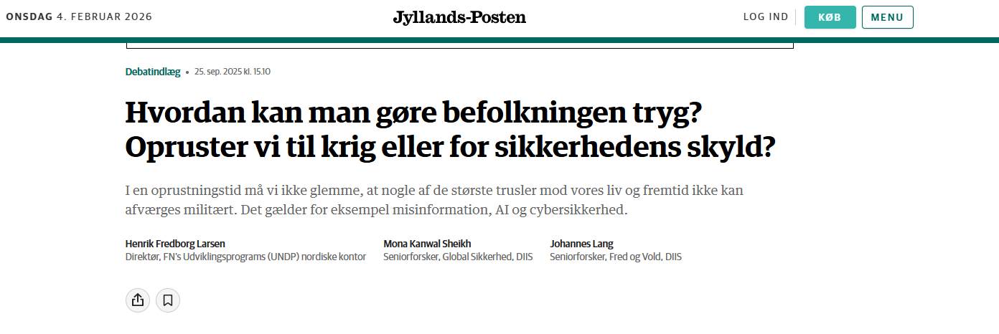 ONSDAG 4. FEBRUAR 2026
Jyllands-Posten
LOG IND
KØB
MENU
Debatindlæg • 25. sep. 2025 kl. 15.10
Hvordan kan man gøre befolkningen tryg?
Opruster vi til krig eller for sikkerhedens skyld?
I en oprustningstid må vi ikke glemme, at nogle af de største trusler mod vores liv og fremtid ikke kan
afværges militært. Det gælder for eksempel misinformation, AI og cybersikkerhed.
Henrik Fredborg Larsen
Direktør, FN's Udviklingsprograms (UNDP) nordiske kontor
Mona Kanwal Sheikh
Seniorforsker, Global Sikkerhed, DIIS
Johannes Lang
Seniorforsker, Fred og Vold, DIIS